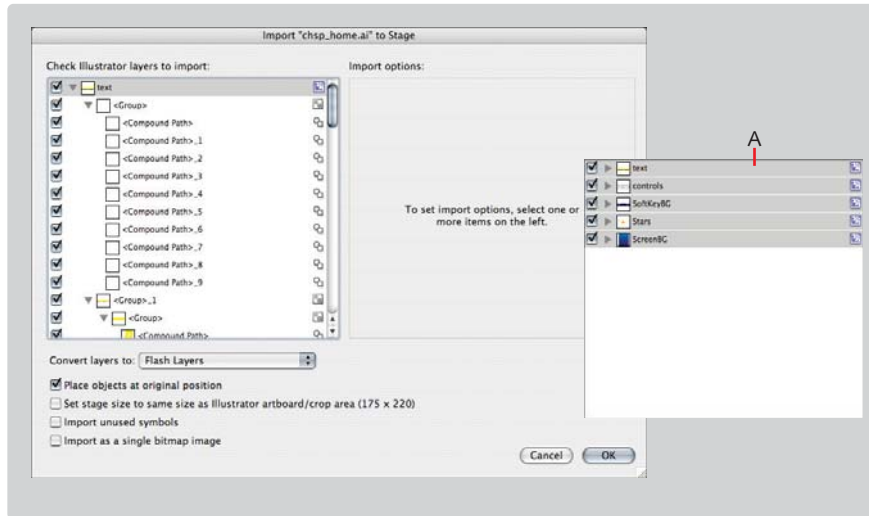 Import "chsp_home.ai" to Stage
Check Illustrator layers to import:
text
<Group>
<Compound Path>
<Compound Path>_1
<Compound Path>_2
<Compound Path>_3
<Compound Path>_4
<Compound Path>_5
<Compound Path>_6
<Compound Path>_7
<Compound Path>_8
<Compound Path>_9
<Group>_1
<Group>
<Compound Path>
Convert layers to: Flash Layers
Place objects at original position
Set stage size to same size as Illustrator artboard/crop area (175 x 220)
Import unused symbols
Import as a single bitmap image
Import options:
To set import options, select one or
more items on the left.
Cancel OK
A
text
controls
SoftKeyBG
Stars
ScreenBG